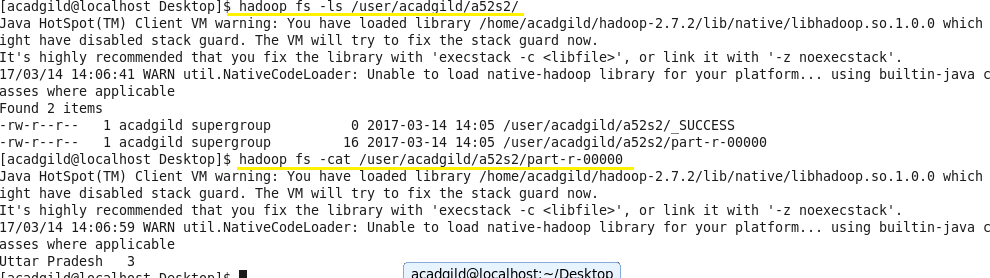 [acadgild@localhost Desktop]$ hadoop fs -ls /user/acadgild/a52s2/
Java HotSpot(TM) Client VM warning: You have loaded library /home/acadgild/hadoop-2.7.2/lib/native/libhadoop.so.1.0.0 which
ight have disabled stack guard. The VM will try to fix the stack guard now.
It's highly recommended that you fix the library with 'execstack -c <libfile>', or link it with '-z noexecstack'.
17/03/14 14:06:41 WARN util.NativeCodeLoader: Unable to load native-hadoop library for your platform... using builtin-java c
asses where applicable
Found 2 items
-rw-r--r--   1 acadgild supergroup          0 2017-03-14 14:05 /user/acadgild/a52s2/_SUCCESS
-rw-r--r--   1 acadgild supergroup         16 2017-03-14 14:05 /user/acadgild/a52s2/part-r-00000
[acadgild@localhost Desktop]$ hadoop fs -cat /user/acadgild/a52s2/part-r-00000
Java HotSpot(TM) Client VM warning: You have loaded library /home/acadgild/hadoop-2.7.2/lib/native/libhadoop.so.1.0.0 which
ight have disabled stack guard. The VM will try to fix the stack guard now.
It's highly recommended that you fix the library with 'execstack -c <libfile>', or link it with '-z noexecstack'.
17/03/14 14:06:59 WARN util.NativeCodeLoader: Unable to load native-hadoop library for your platform... using builtin-java c
asses where applicable
Uttar Pradesh   3
[acadgild@localhost Desktop]$
acadgild@localhost:~/Desktop